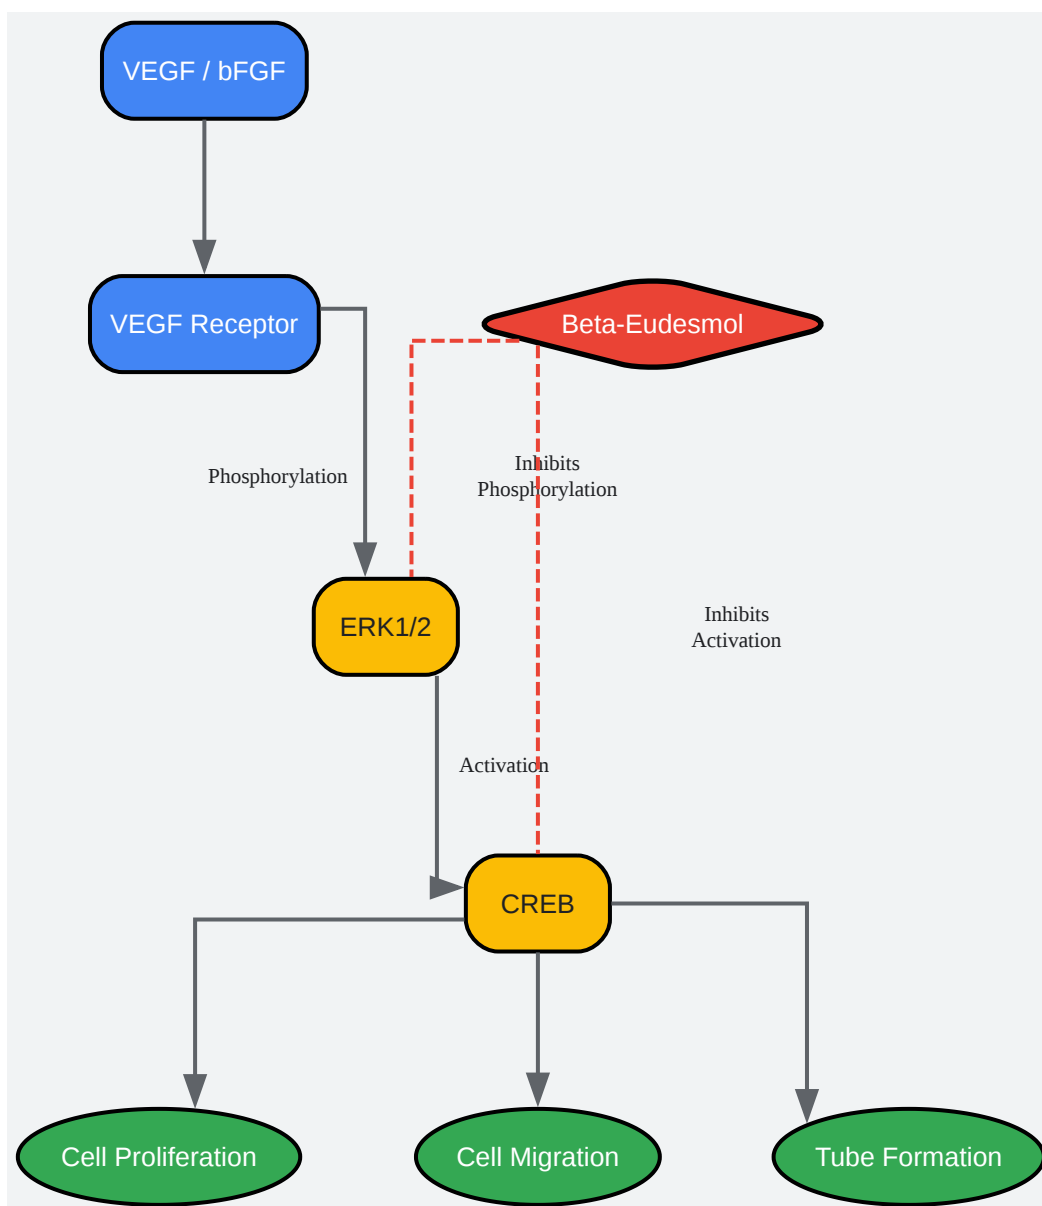 VEGF / bFGF
VEGF Receptor
Beta-Eudesmol
Phosphorylation
Inhibits
Phosphorylation
Inhibits
Activation
ERK1/2
Activation
CREB
Cell Proliferation
Cell Migration
Tube Formation